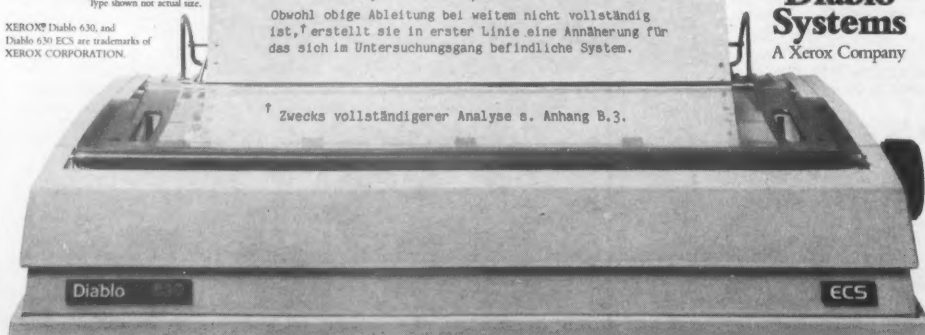 Type shown not actual size.
XEROX® Diablo 630, and
Diablo 630 ECS are trademarks of
XEROX CORPORATION.
Obwohl obige Ableitung bei weitem nicht vollständig
ist,† erstellt sie in erster Linie eine Annäherung für
das sich im Untersuchungsgang befindliche System.
† Zwecks vollständigerer Analyse s. Anhang B.3.
Diablo
Systems
A Xerox Company
Diablo 630
ECS